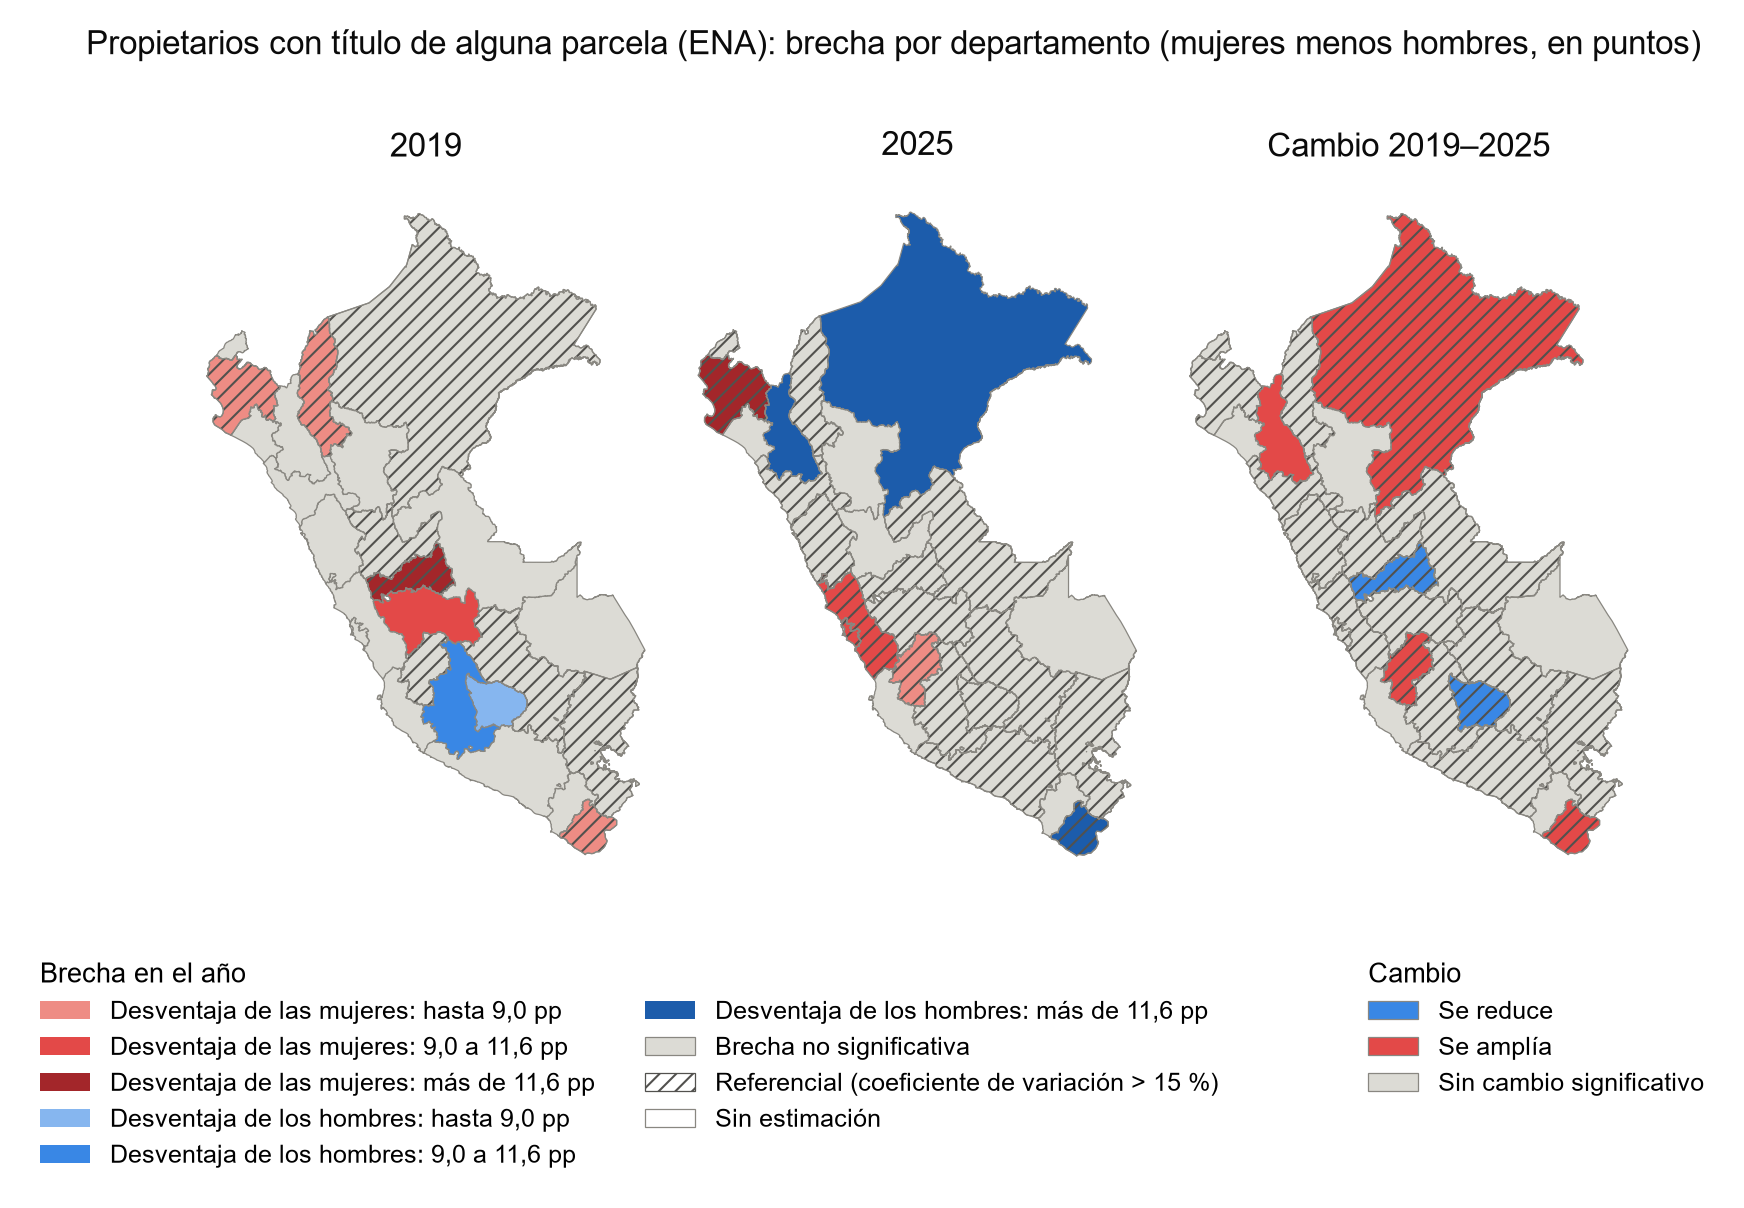 Propietarios con título de alguna parcela (ENA): brecha por departamento (mujeres menos hombres, en puntos)
2019
2025
Cambio 2019–2025
Brecha en el año
Desventaja de las mujeres: hasta 9,0 pp
Desventaja de las mujeres: 9,0 a 11,6 pp
Desventaja de las mujeres: más de 11,6 pp
Desventaja de los hombres: hasta 9,0 pp
Desventaja de los hombres: 9,0 a 11,6 pp
Desventaja de los hombres: más de 11,6 pp
Brecha no significativa
Referencial (coeficiente de variación > 15 %)
Sin estimación
Cambio
Se reduce
Se amplía
Sin cambio significativo